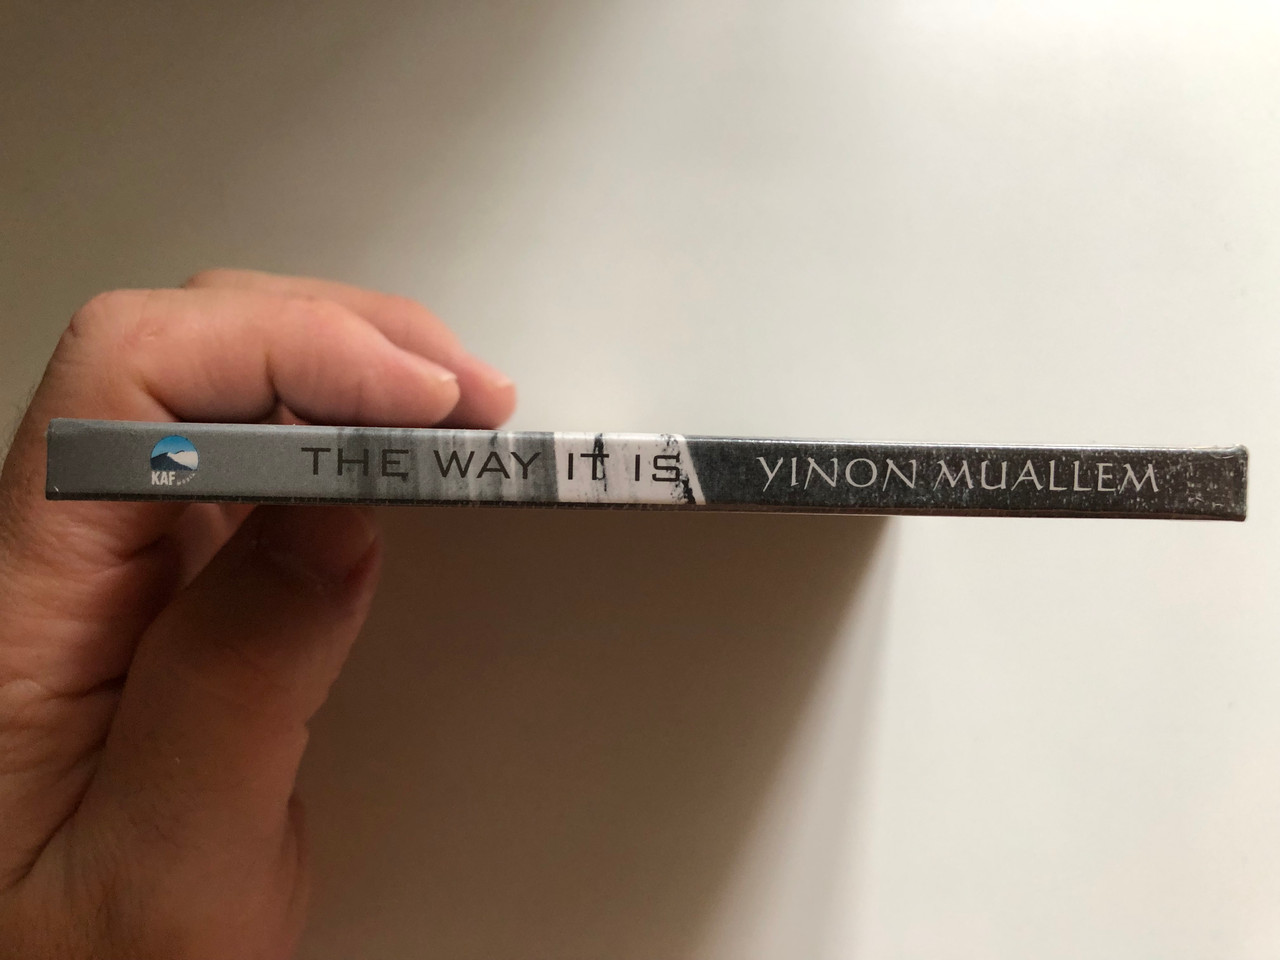 KAF
THE WAY IT IS
YINON MUALLEM